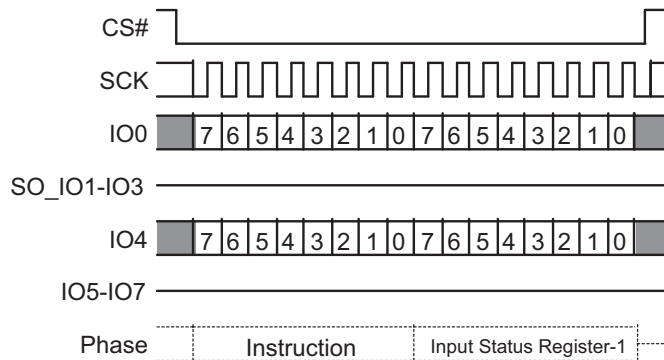 CS#
SCK
IO0 7 6 5 4 3 2 1 0 7 6 5 4 3 2 1 0
SO_IO1-IO3
IO4 7 6 5 4 3 2 1 0 7 6 5 4 3 2 1 0
IO5-IO7
Phase Instruction Input Status Register-1